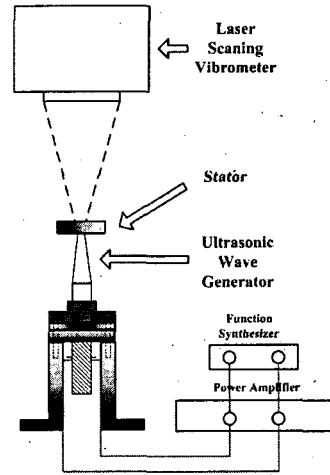 Laser
Scaning
Vibrometer
Stator
Ultrasonic
Wave
Generator
Function
Synthesizer
Power Amplifier